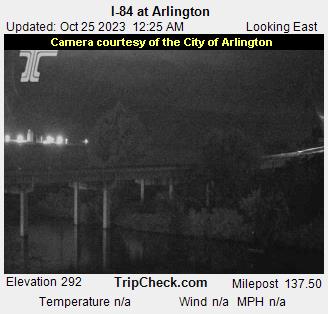 I-84 at Arlington
Updated: Oct 25 2023 12:25 AM Looking East
Camera courtesy of the City of Arlington
Elevation 292 TripCheck.com Milepost 137.50
Temperature n/a Wind n/a MPH n/a